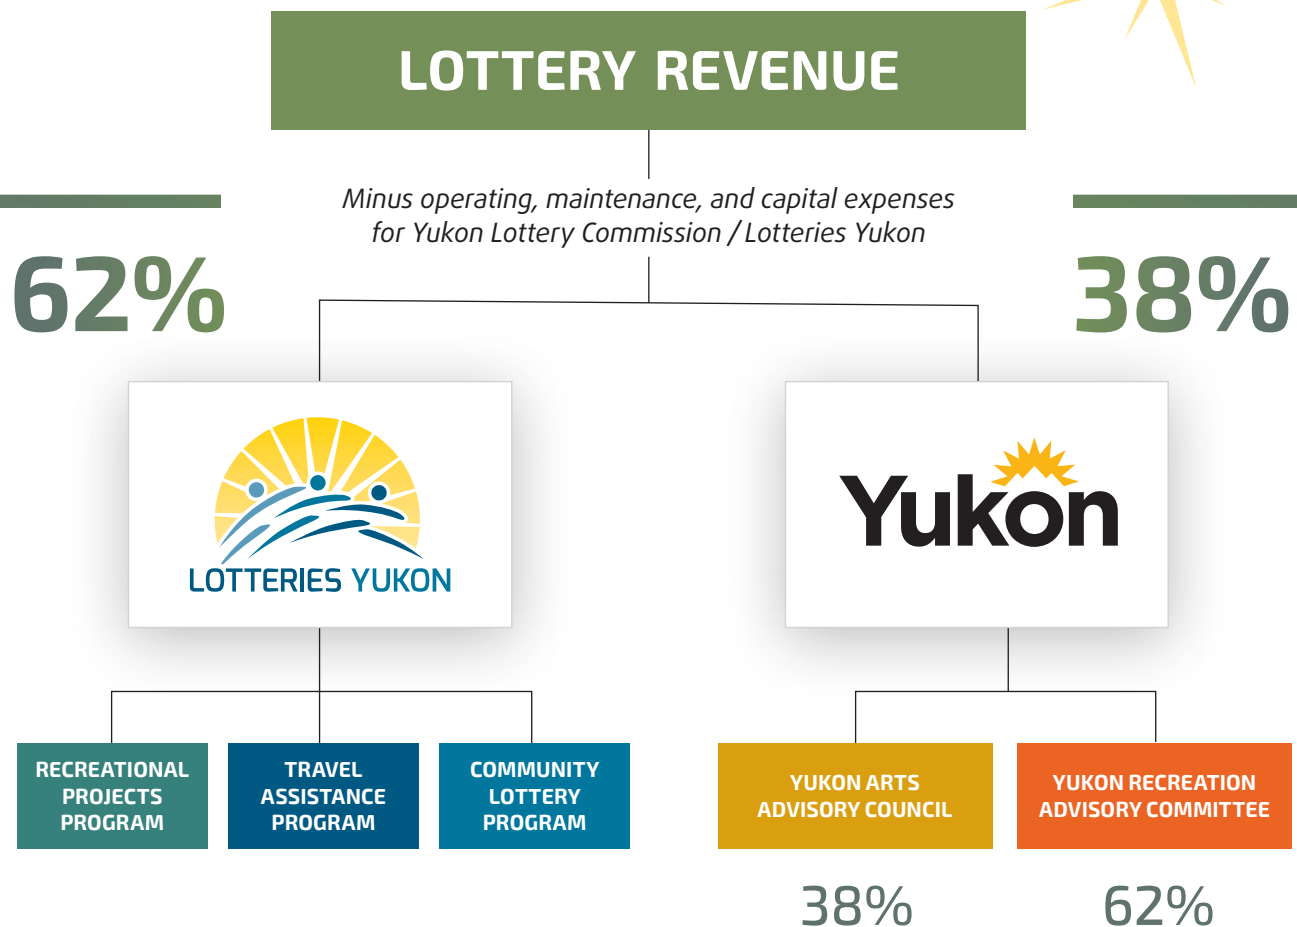 LOTTERY REVENUE
Minus operating, maintenance, and capital expenses
for Yukon Lottery Commission / Lotteries Yukon
62%
38%
LOTTERIES YUKON
Yukon
RECREATIONAL
PROJECTS
PROGRAM
TRAVEL
ASSISTANCE
PROGRAM
COMMUNITY
LOTTERY
PROGRAM
YUKON ARTS
ADVISORY COUNCIL
YUKON RECREATION
ADVISORY COMMITTEE
38%
62%